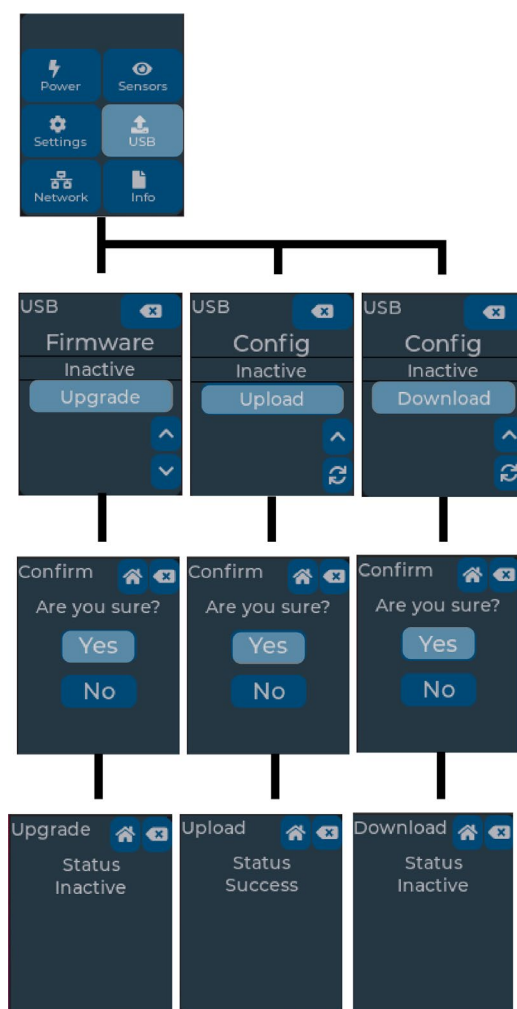 Power Sensors
Settings USB
Network Info
USB
Firmware
Inactive
Upgrade
USB
Config
Inactive
Upload
USB
Config
Inactive
Download
Confirm
Are you sure?
Yes
No
Confirm
Are you sure?
Yes
No
Confirm
Are you sure?
Yes
No
Upgrade
Status
Inactive
Upload
Status
Success
Download
Status
Inactive